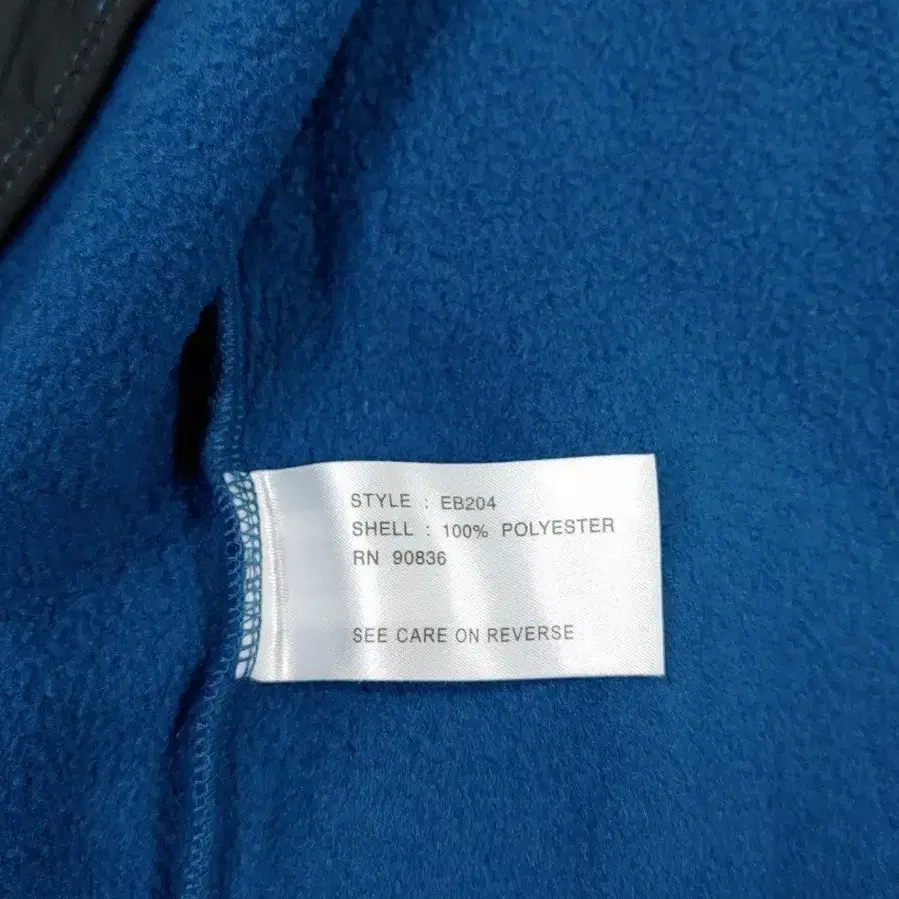 STYLE : EB204
SHELL : 100% POLYESTER
RN 90836
SEE CARE ON REVERSE